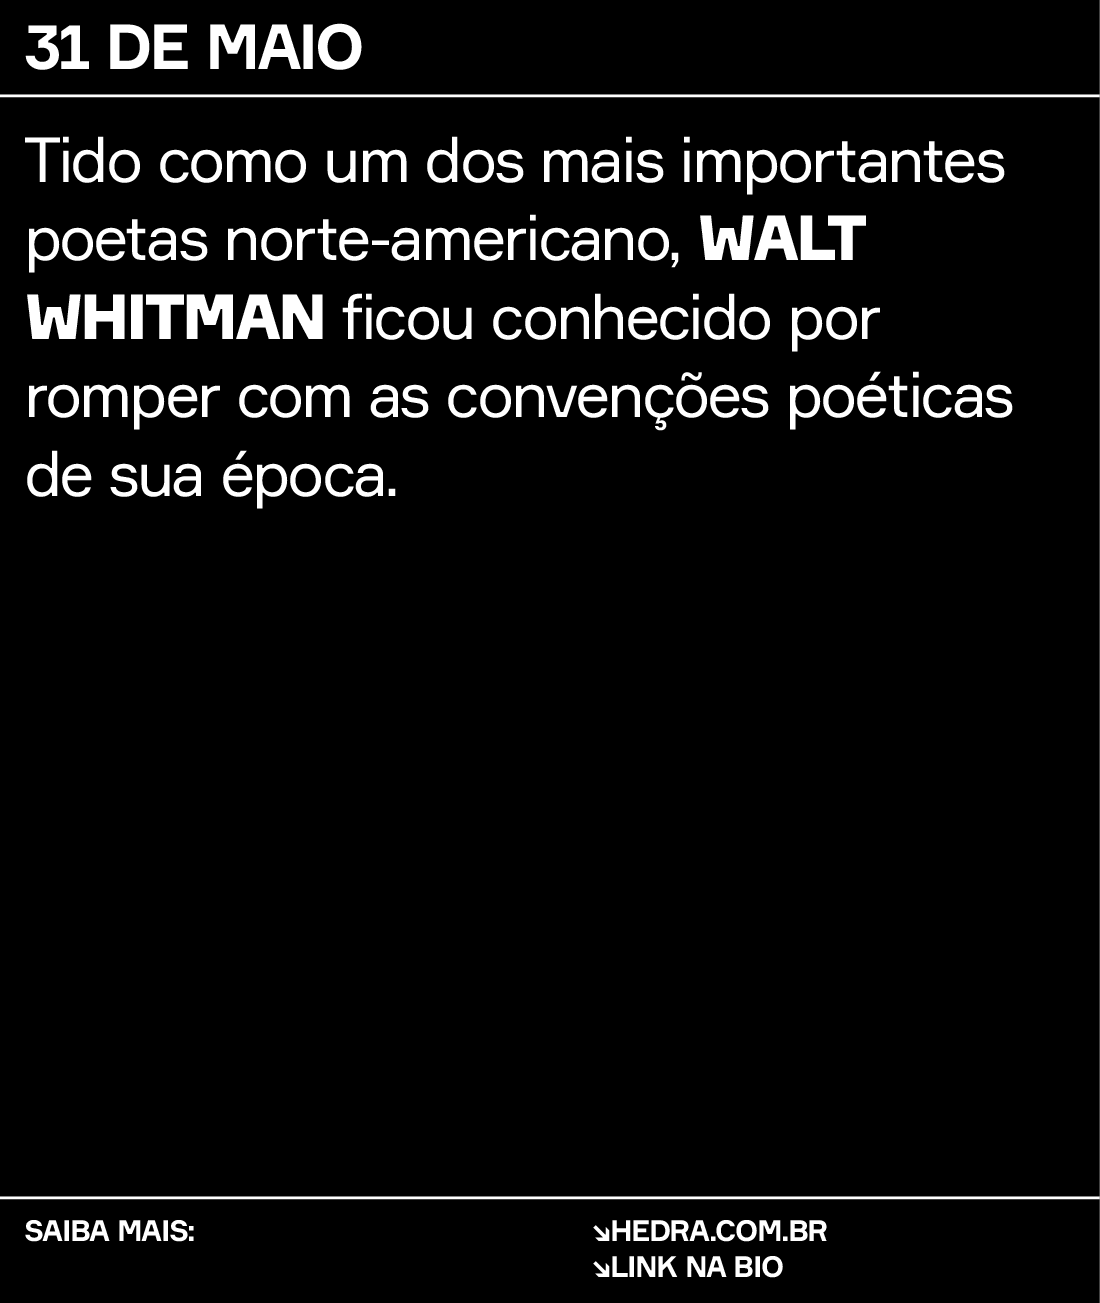 31 DE MAIO
Tido como um dos mais importantes
poetas norte-americano, WALT
WHITMAN ficou conhecido por
romper com as convenções poéticas
de sua época.
SAIBA MAIS:
↘HEDRA.COM.BR
↘LINK NA BIO